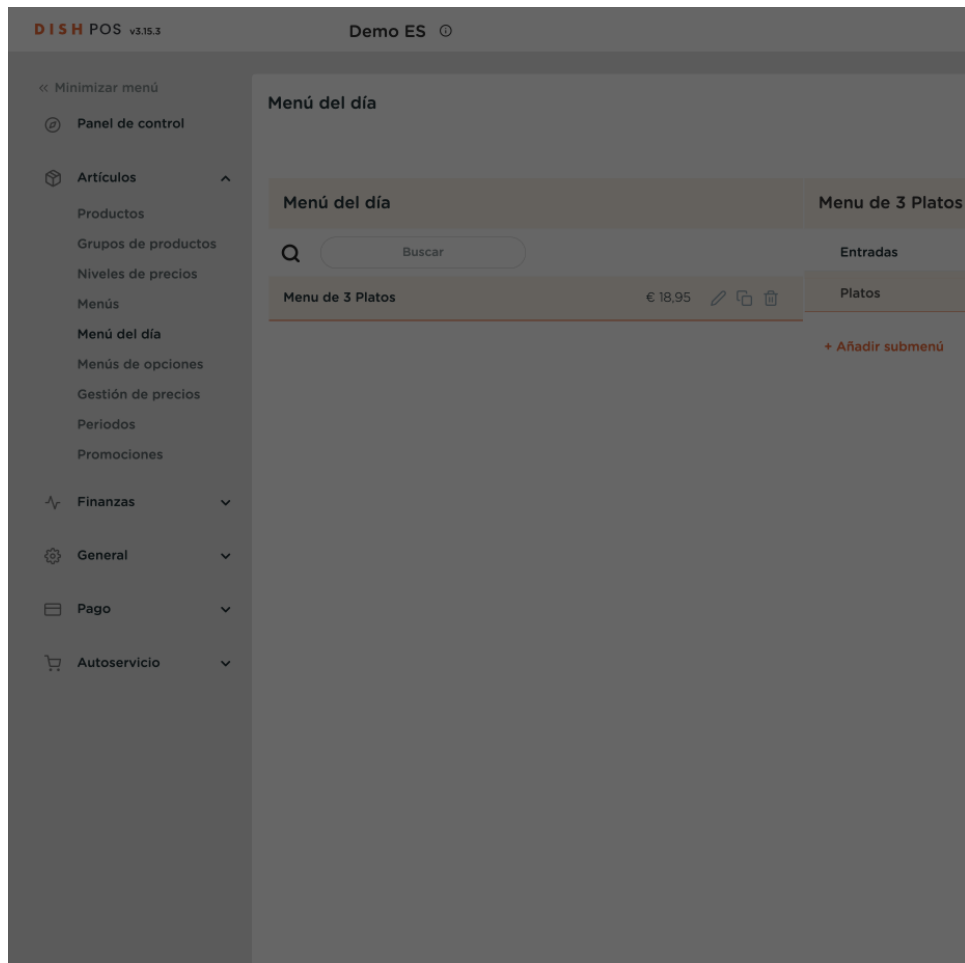 DISH POS v3.15.3
Demo ES
« Minimizar menú
Panel de control
Artículos
Productos
Grupos de productos
Niveles de precios
Menús
Menú del día
Menús de opciones
Gestión de precios
Periodos
Promociones
Finanzas
General
Pago
Autoservicio
Menú del día
Menú del día
Buscar
Menu de 3 Platos € 18,95
Menu de 3 Platos
Entradas
Platos
+ Añadir submenú